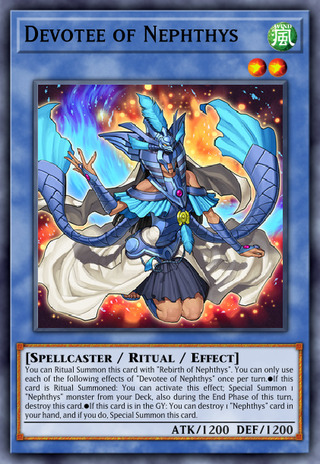 Devotee of Nephthys
WIND
風
[Spellcaster / Ritual / Effect]
You can Ritual Summon this card with "Rebirth of Nephthys". You can only use
each of the following effects of "Devotee of Nephthys" once per turn.●If this
card is Ritual Summoned: You can activate this effect; Special Summon 1
"Nephthys" monster from your Deck, also during the End Phase of this turn,
destroy this card.●If this card is in the GY: You can destroy 1 "Nephthys" card in
your hand, and if you do, Special Summon this card.
ATK/1200 DEF/1200